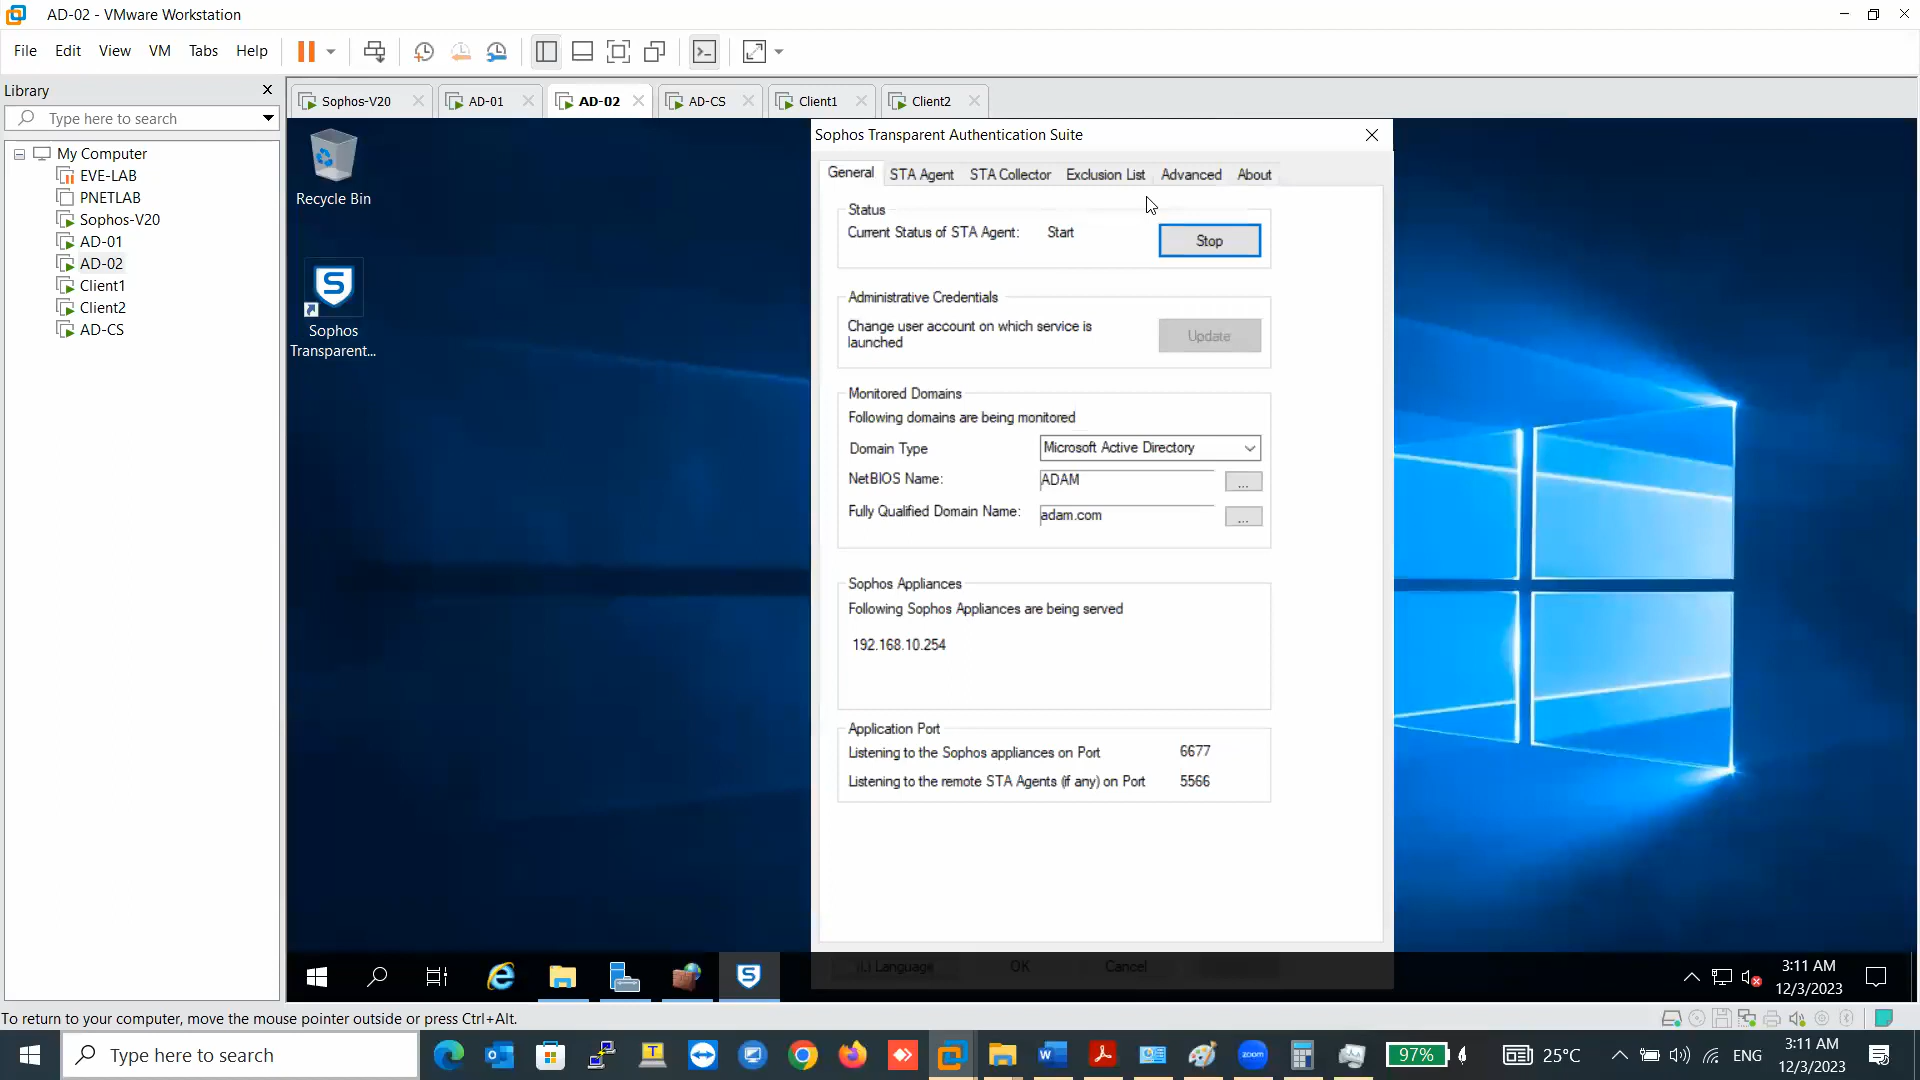 AD-02 - VMware Workstation
File Edit View VM Tabs Help
Library
Type here to search
My Computer
EVE-LAB
PNETLAB
Sophos-V20
AD-01
AD-02
Client1
Client2
AD-CS
Sophos-V20 AD-01 AD-02 AD-CS Client1 Client2
Recycle Bin
Sophos
Transparent...
Sophos Transparent Authentication Suite
General STA Agent STA Collector Exclusion List Advanced About
Status
Current Status of STA Agent: Start
Stop
Administrative Credentials
Change user account on which service is
launched
Update
Monitored Domains
Following domains are being monitored
Domain Type Microsoft Active Directory
NetBIOS Name: ADAM ...
Fully Qualified Domain Name: adam.com ...
Sophos Appliances
Following Sophos Appliances are being served
192.168.10.254
Application Port
Listening to the Sophos appliances on Port 6677
Listening to the remote STA Agents (if any) on Port 5566
Language OK Cancel
3:11 AM
12/3/2023
To return to your computer, move the mouse pointer outside or press Ctrl+Alt.
Type here to search
zoom
97%
25°C
ENG
3:11 AM
12/3/2023